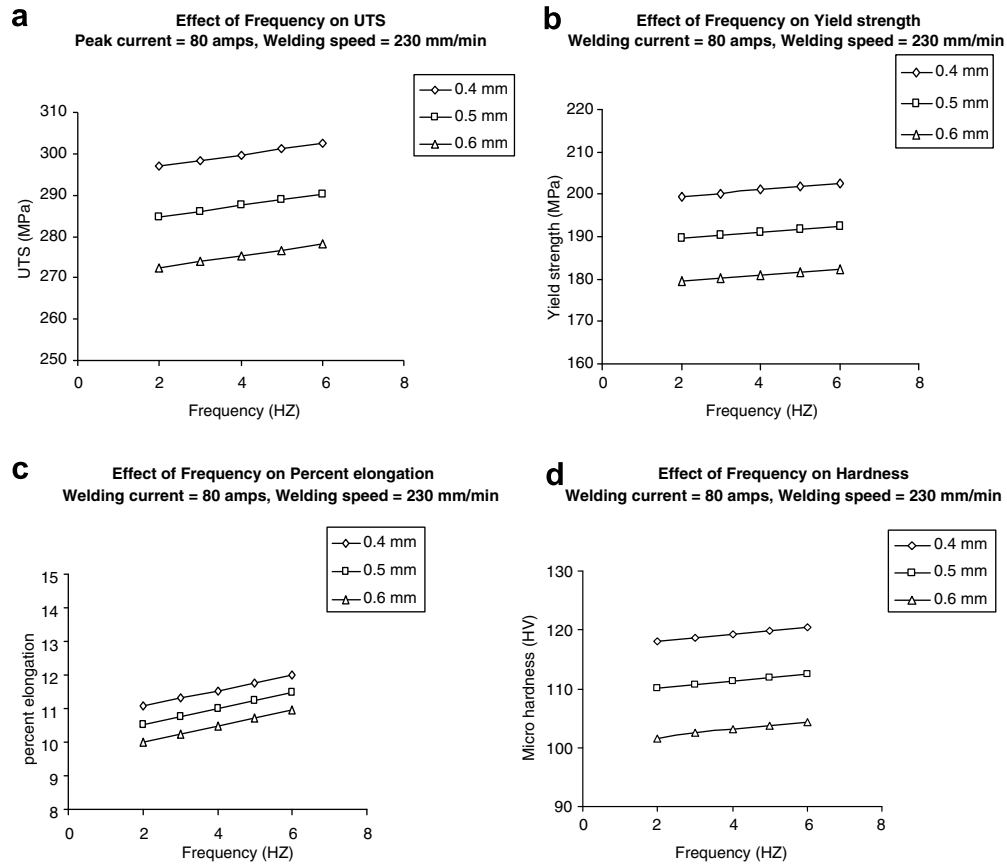 a
Effect of Frequency on UTS
Peak current = 80 amps, Welding speed = 230 mm/min
0.4 mm
0.5 mm
0.6 mm
310
300
290
280
270
260
250
UTS (MPa)
0
2
4
6
8
Frequency (HZ)
b
Effect of Frequency on Yield strength
Welding current = 80 amps, Welding speed = 230 mm/min
0.4 mm
0.5 mm
0.6 mm
220
210
200
190
180
170
160
Yield strength (MPa)
0
2
4
6
8
Frequency (HZ)
c
Effect of Frequency on Percent elongation
Welding current = 80 amps, Welding speed = 230 mm/min
0.4 mm
0.5 mm
0.6 mm
15
14
13
12
11
10
9
8
percent elongation
0
2
4
6
8
Frequency (HZ)
d
Effect of Frequency on Hardness
Welding current = 80 amps, Welding speed = 230 mm/min
0.4 mm
0.5 mm
0.6 mm
130
120
110
100
90
Micro hardness (HV)
0
2
4
6
8
Frequency (HZ)